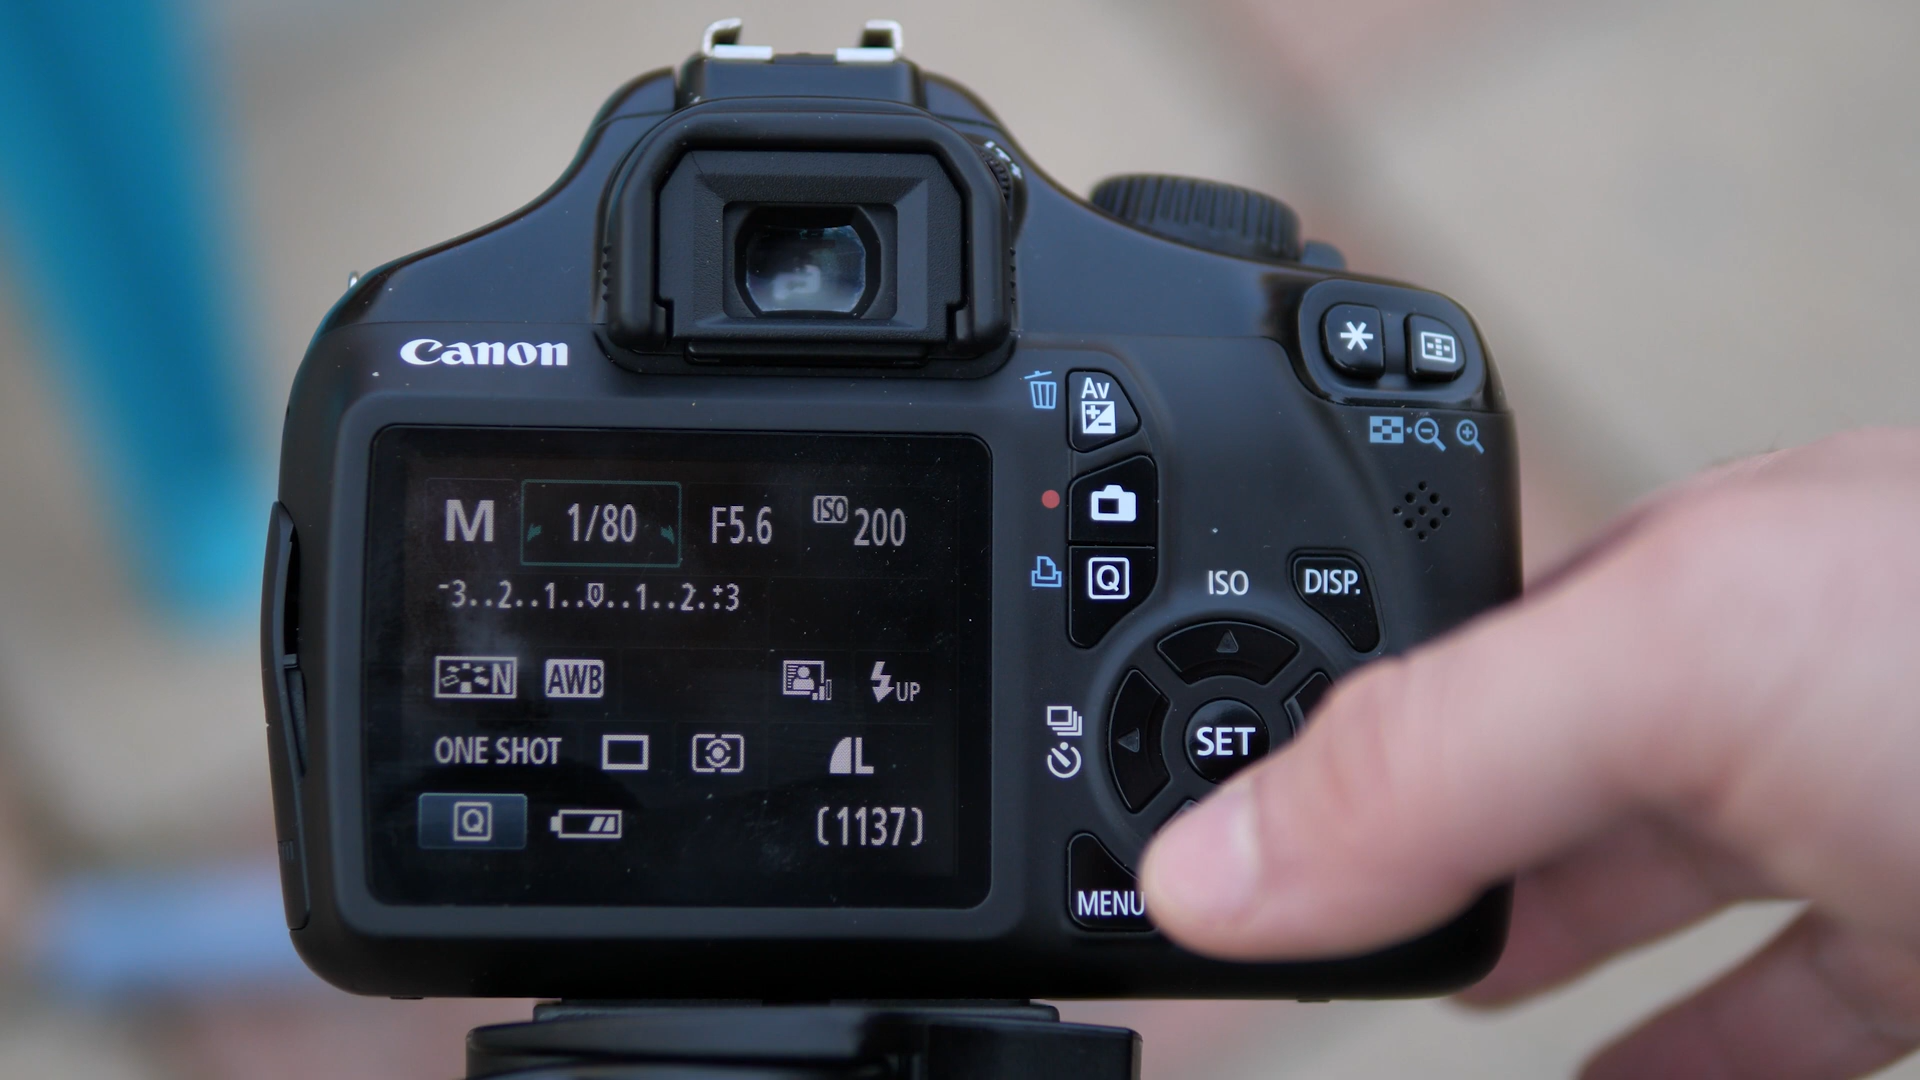 Canon
Av
M 1/80 F5.6 ISO 200
-3..2..1..0..1..2..+3
Q
ISO
DISP.
N AWB UP
SET
ONE SHOT L
Q (1137)
MENU